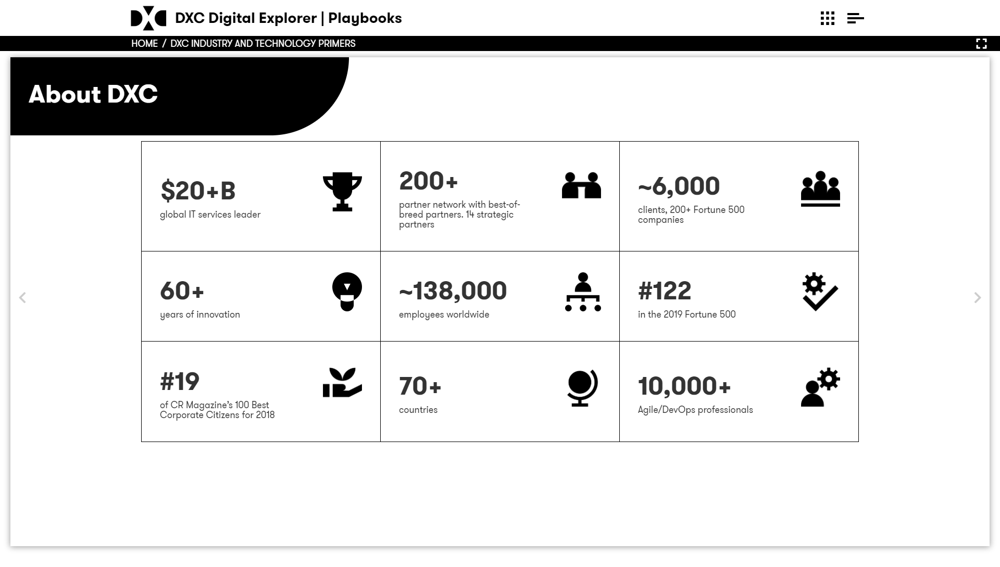 DXC Digital Explorer | Playbooks
HOME / DXC INDUSTRY AND TECHNOLOGY PRIMERS
About DXC
$20+B
global IT services leader
200+
partner network with best-of-
breed partners. 14 strategic
partners
~6,000
clients, 200+ Fortune 500
companies
60+
years of innovation
~138,000
employees worldwide
#122
in the 2019 Fortune 500
#19
of CR Magazine’s 100 Best
Corporate Citizens for 2018
70+
countries
10,000+
Agile/DevOps professionals